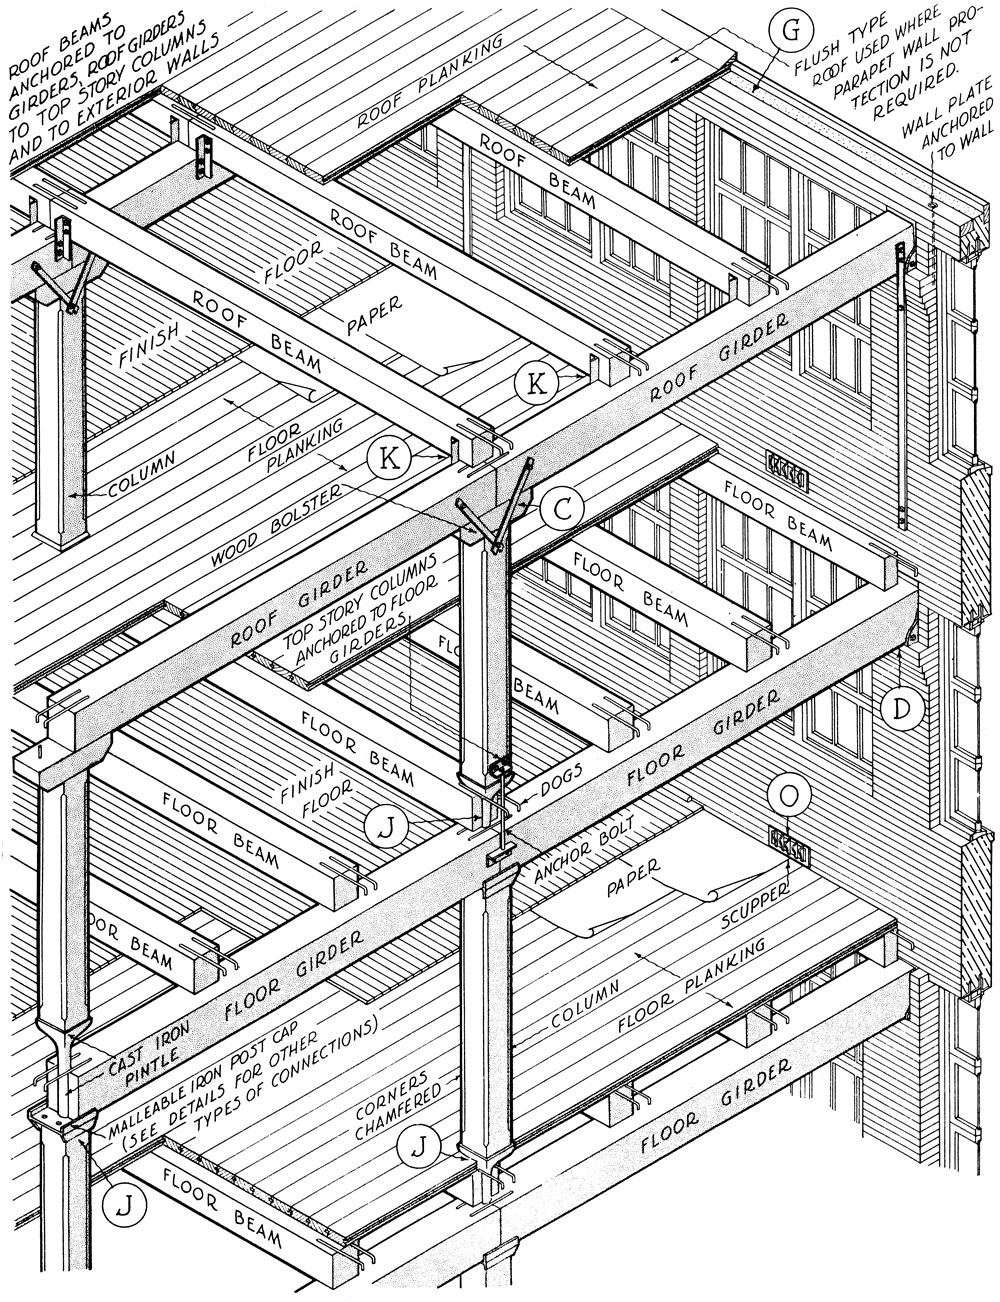 ROOF BEAMS
ANCHORED TO
GIRDERS, ROOF GIRDERS
TO TOP STORY COLUMNS
AND TO EXTERIOR WALLS
ROOF PLANKING
G
FLUSH TYPE
ROOF USED WHERE
PARAPET WALL PRO-
TECTION IS NOT
REQUIRED.
WALL PLATE
ANCHORED
TO WALL
ROOF BEAM
ROOF BEAM
ROOF BEAM
FINISH FLOOR
PAPER
ROOF GIRDER
K
K
FLOOR
PLANKING
COLUMN
WOOD BOLSTER
C
FLOOR BEAM
FLOOR BEAM
ROOF GIRDER
TOP STORY COLUMNS
ANCHORED TO FLOOR
GIRDERS
FLO
BEAM
D
FLOOR BEAM
FLOOR GIRDER
FINISH
FLOOR
DOGS
J
O
FLOOR BEAM
ANCHOR BOLT
PAPER
SCUPPER
OOR BEAM
FLOOR GIRDER
COLUMN
FLOOR PLANKING
CAST IRON
PINTLE
MALLEABLE IRON POST CAP
(SEE DETAILS FOR OTHER
TYPES OF CONNECTIONS)
CORNERS
CHAMFERED
FLOOR GIRDER
J
J
FLOOR BEAM